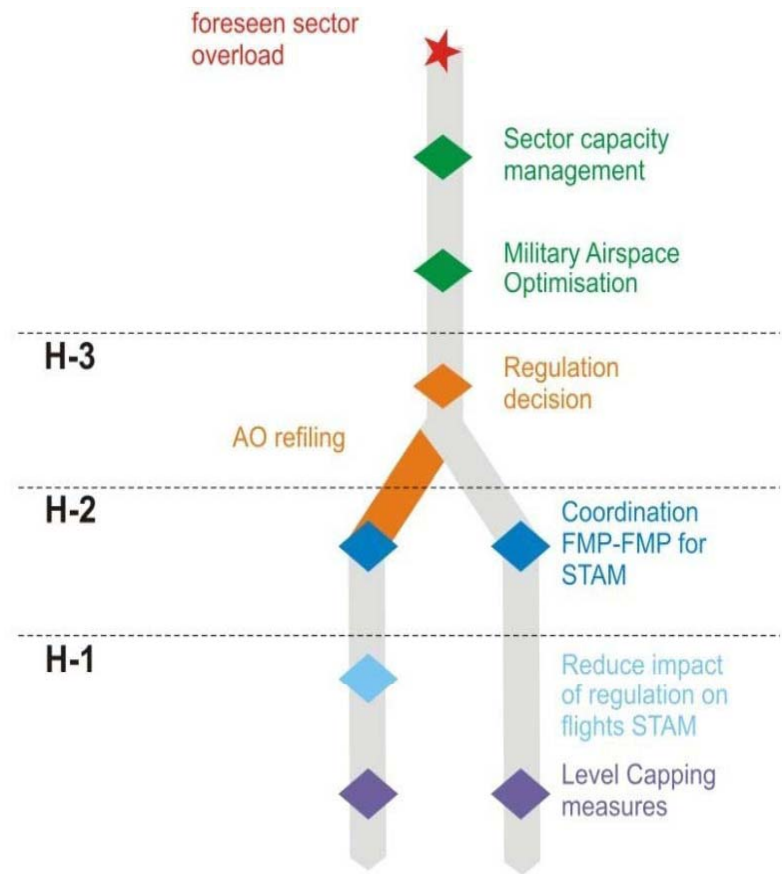 foreseen sector
overload
Sector capacity
management
Military Airspace
Optimisation
H-3
Regulation
decision
AO refiling
H-2
Coordination
FMP-FMP for
STAM
H-1
Reduce impact
of regulation on
flights STAM
Level Capping
measures